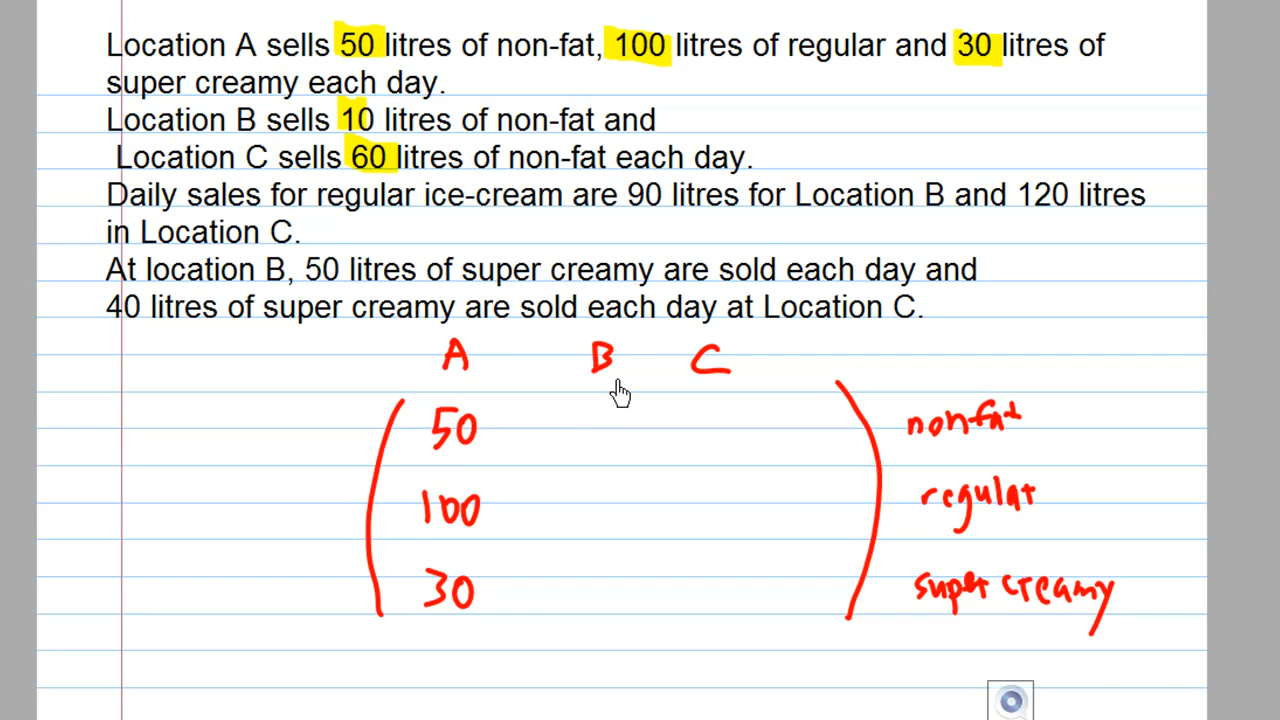 Location A sells 50 litres of non-fat, 100 litres of regular and 30 litres of
super creamy each day.
Location B sells 10 litres of non-fat and
Location C sells 60 litres of non-fat each day.
Daily sales for regular ice-cream are 90 litres for Location B and 120 litres
in Location C.
At location B, 50 litres of super creamy are sold each day and
40 litres of super creamy are sold each day at Location C.
A B C
50 nonfat
100 regular
30 super creamy